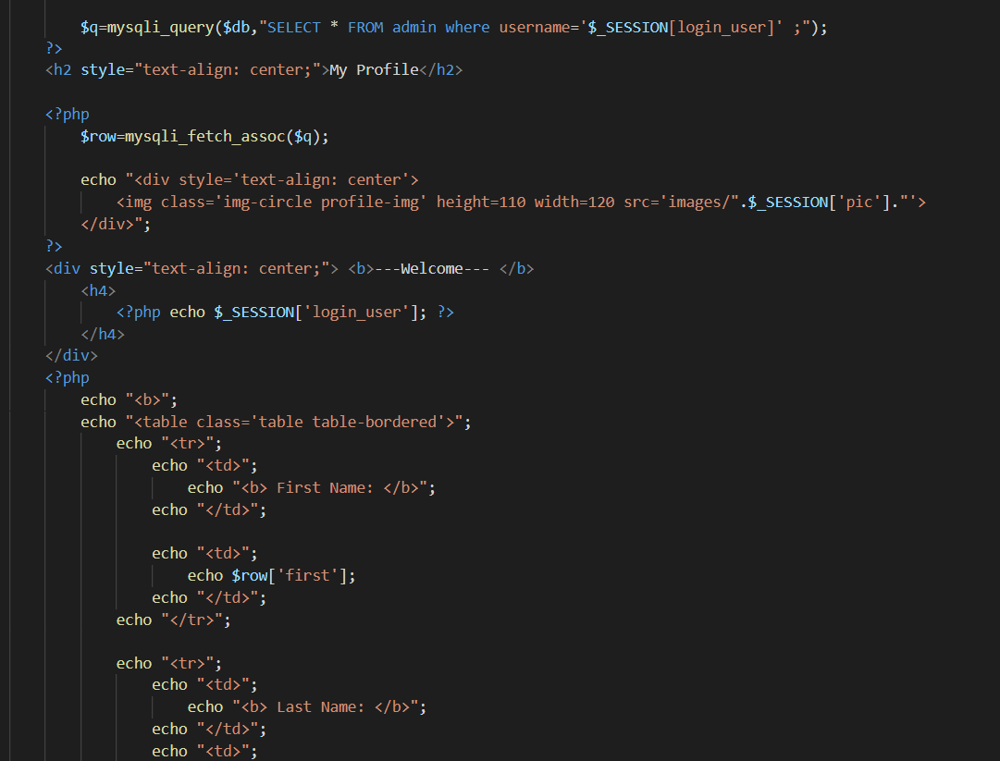 $q=mysqli_query($db,"SELECT * FROM admin where username='$_SESSION[login_user]' ;");
?>
<h2 style="text-align: center;">My Profile</h2>
<?php
$row=mysqli_fetch_assoc($q);
echo "<div style='text-align: center'>
<img class='img-circle profile-img' height=110 width=120 src='images/".$_SESSION['pic']."'>
</div>";
?>
<div style="text-align: center;"> <b>---Welcome--- </b>
<h4>
<?php echo $_SESSION['login_user']; ?>
</h4>
</div>
<?php
echo "<b>";
echo "<table class='table table-bordered'>";
echo "<tr>";
echo "<td>";
echo "<b> First Name: </b>";
echo "</td>";
echo "<td>";
echo $row['first'];
echo "</td>";
echo "</tr>";
echo "<tr>";
echo "<td>";
echo "<b> Last Name: </b>";
echo "</td>";
echo "<td>";